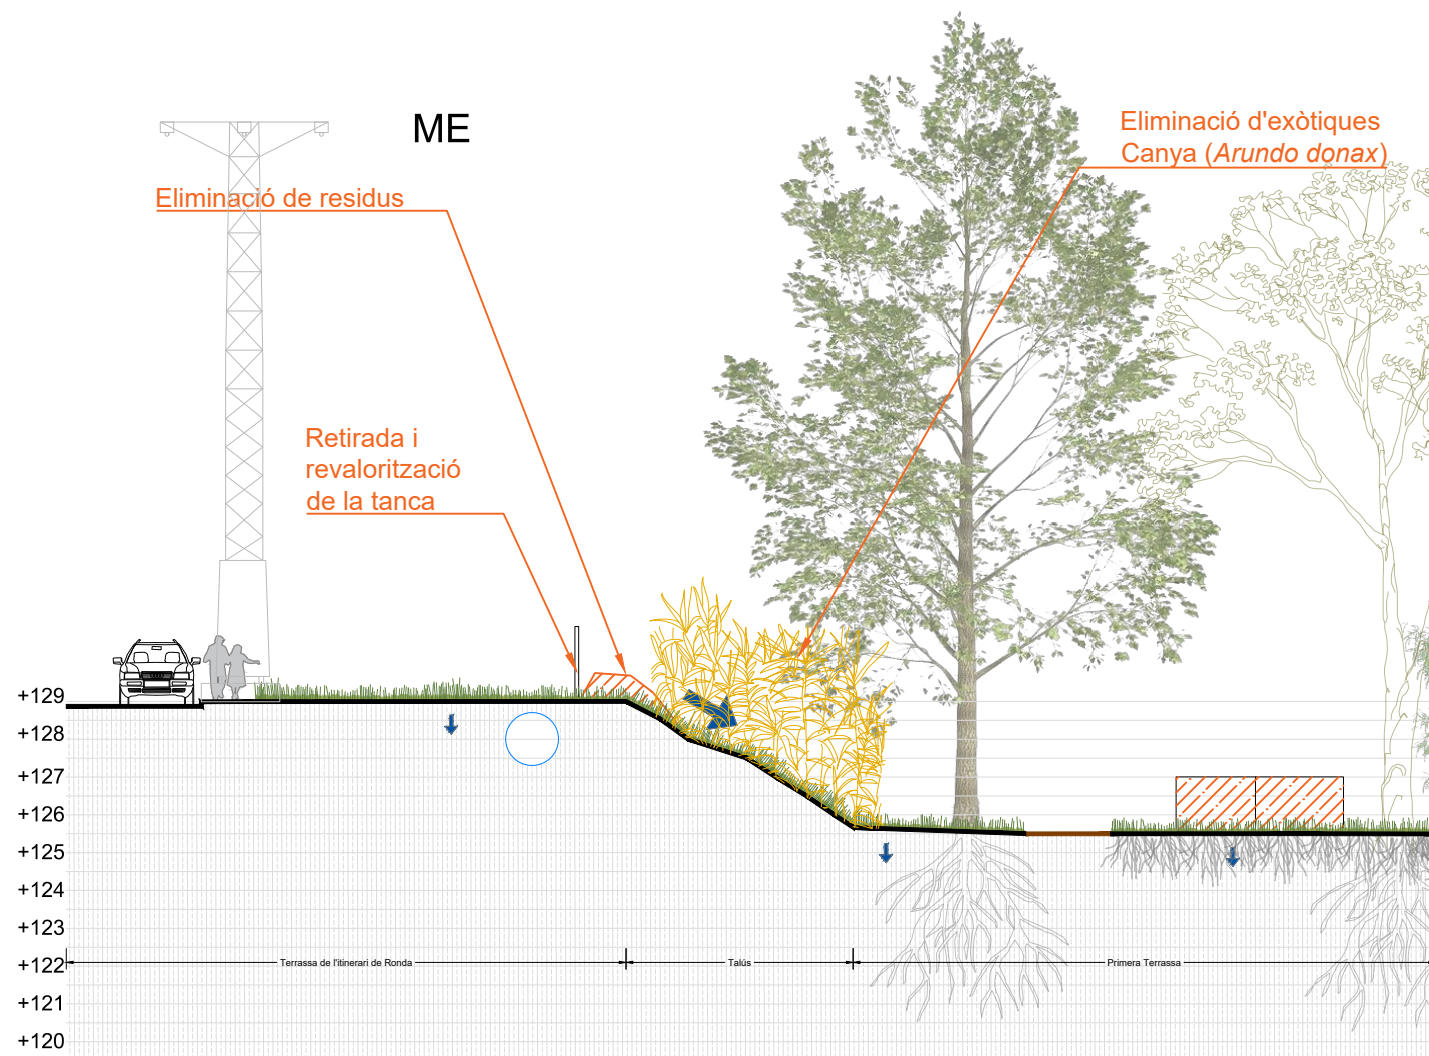 ME
Eliminació d'exòtiques
Canya (Arundo donax)
Eliminació de residus
Retirada i
revalorització
de la tanca
+129
+128
+127
+126
+125
+124
+123
+122
+121
+120
Terrassa de l'itinerari de Ronda
Talús
Primera Terrassa